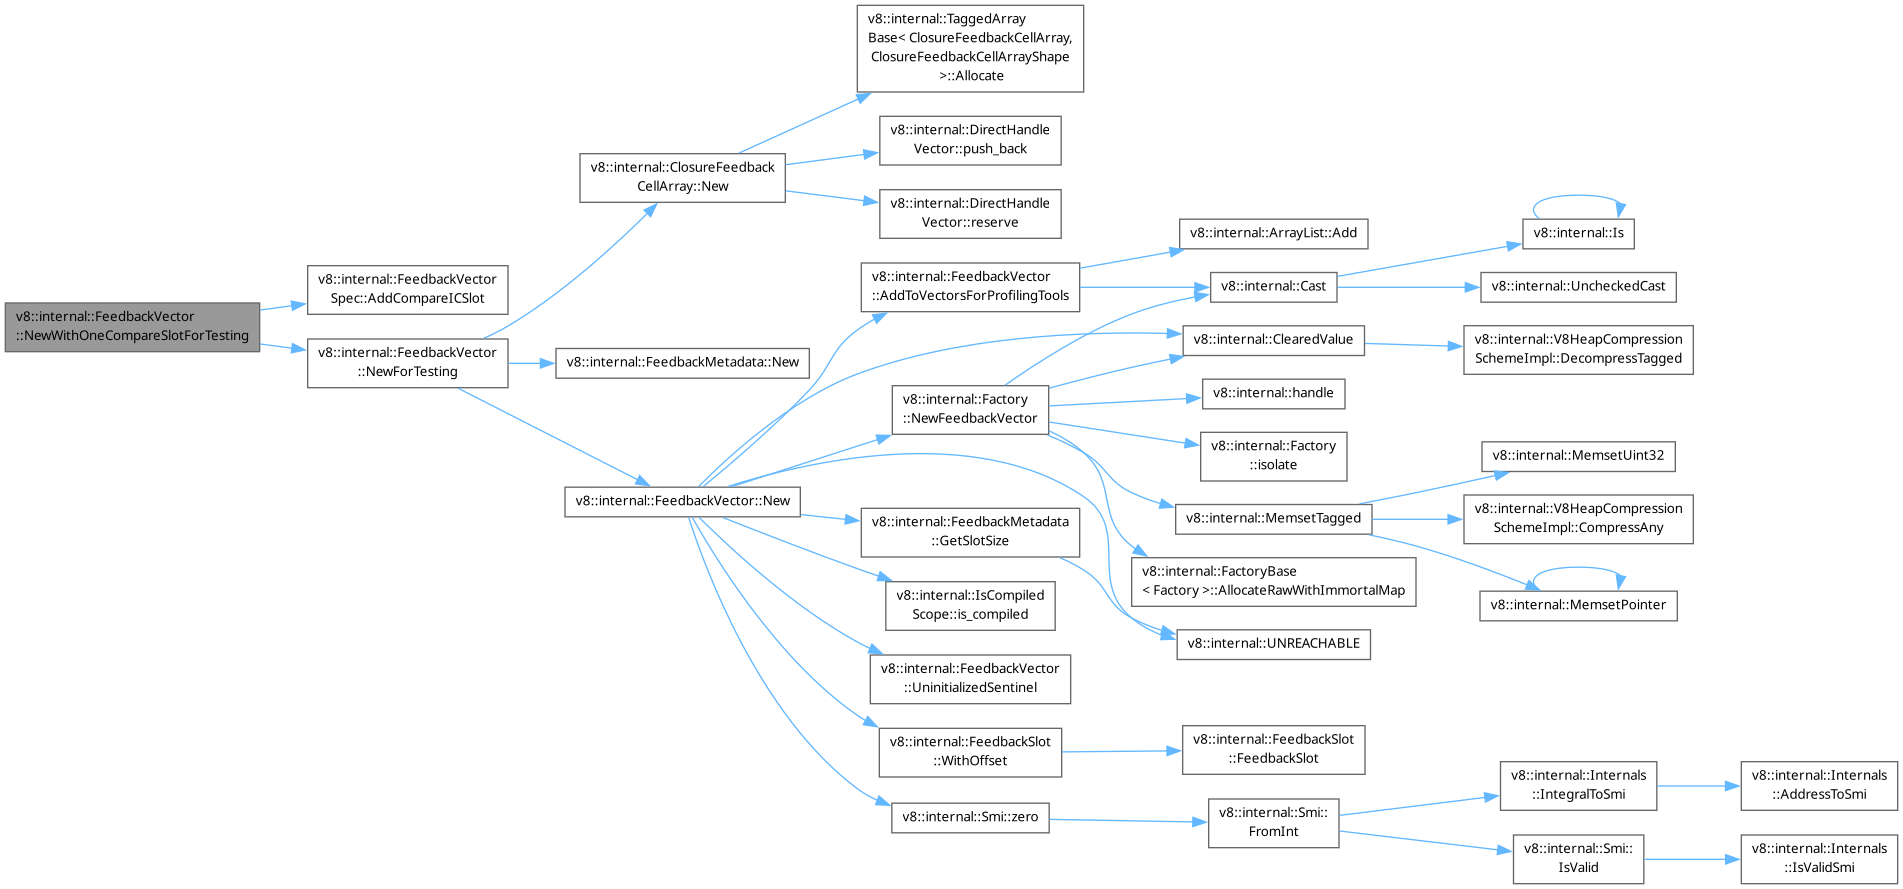 v8::internal::FeedbackVector
::NewWithOneCompareSlotForTesting
v8::internal::FeedbackVector
Spec::AddCompareICSlot
v8::internal::FeedbackVector
::NewForTesting
v8::internal::ClosureFeedback
CellArray::New
v8::internal::FeedbackMetadata::New
v8::internal::FeedbackVector::New
v8::internal::TaggedArray
Base< ClosureFeedbackCellArray,
ClosureFeedbackCellArrayShape
>::Allocate
v8::internal::DirectHandle
Vector::push_back
v8::internal::DirectHandle
Vector::reserve
v8::internal::FeedbackVector
::AddToVectorsForProfilingTools
v8::internal::Factory
::NewFeedbackVector
v8::internal::FeedbackMetadata
::GetSlotSize
v8::internal::IsCompiled
Scope::is_compiled
v8::internal::FeedbackVector
::UninitializedSentinel
v8::internal::FeedbackSlot
::WithOffset
v8::internal::Smi::zero
v8::internal::ArrayList::Add
v8::internal::Cast
v8::internal::ClearedValue
v8::internal::handle
v8::internal::Factory
::isolate
v8::internal::MemsetTagged
v8::internal::FactoryBase
< Factory >::AllocateRawWithImmortalMap
v8::internal::UNREACHABLE
v8::internal::FeedbackSlot
::FeedbackSlot
v8::internal::Smi::
FromInt
v8::internal::Is
v8::internal::UncheckedCast
v8::internal::V8HeapCompression
SchemeImpl::DecompressTagged
v8::internal::MemsetUint32
v8::internal::V8HeapCompression
SchemeImpl::CompressAny
v8::internal::MemsetPointer
v8::internal::Internals
::IntegralToSmi
v8::internal::Smi::
IsValid
v8::internal::Internals
::AddressToSmi
v8::internal::Internals
::IsValidSmi